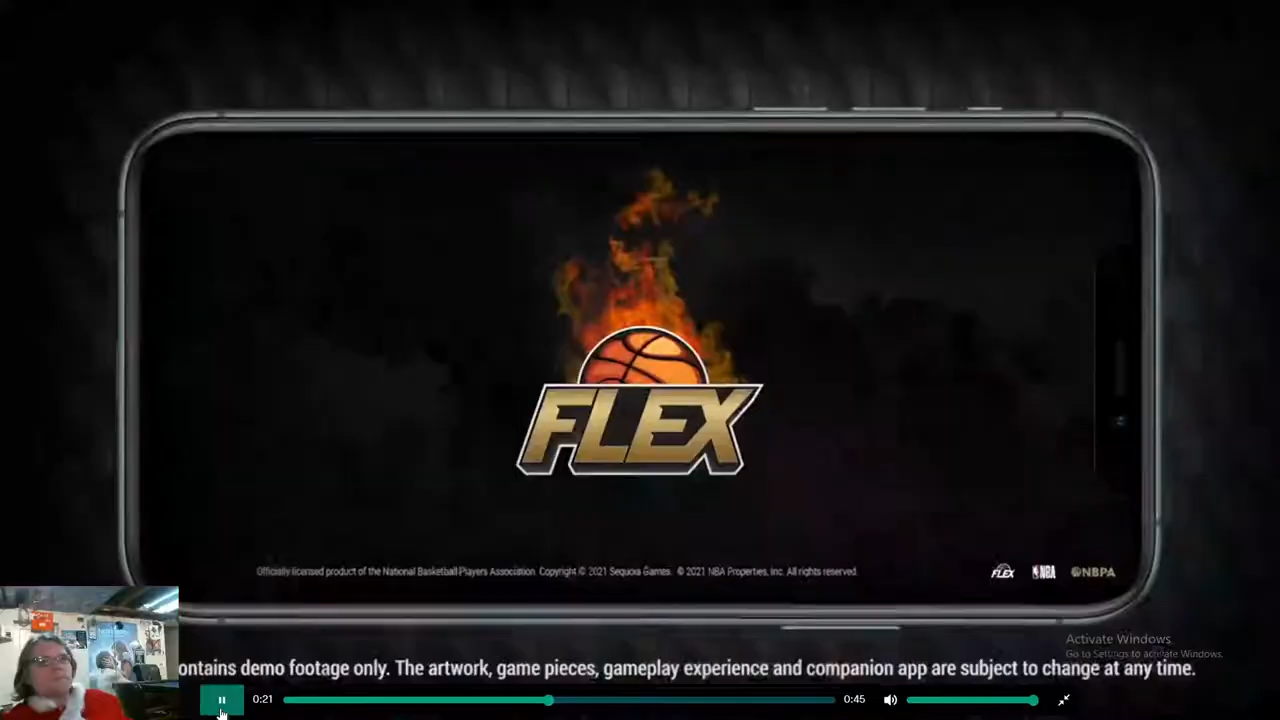 FLEX
Officially licensed product of the National Basketball Players Association. Copyright © 2021 Sequoia Games. © 2021 NBA Properties, Inc. All rights reserved.
FLEX NBA NBPA
Activate Windows
Go to Settings to activate Windows.
ontains demo footage only. The artwork, game pieces, gameplay experience and companion app are subject to change at any time.
0:21 0:45